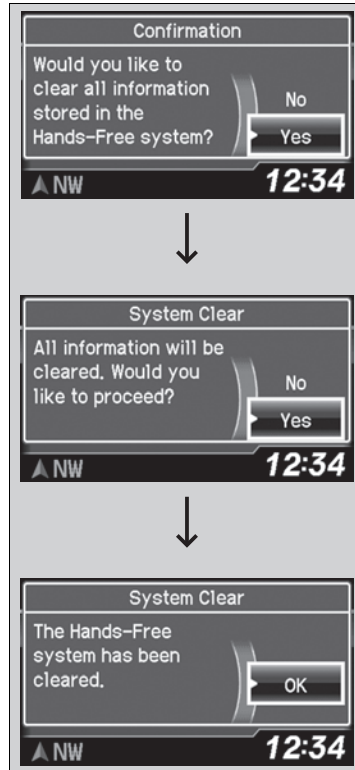 Confirmation
Would you like to
clear all information
stored in the
Hands-Free system?
No
Yes
NW
12:34
System Clear
All information will be
cleared. Would you
like to proceed?
No
Yes
NW
12:34
System Clear
The Hands-Free
system has been
cleared.
OK
NW
12:34